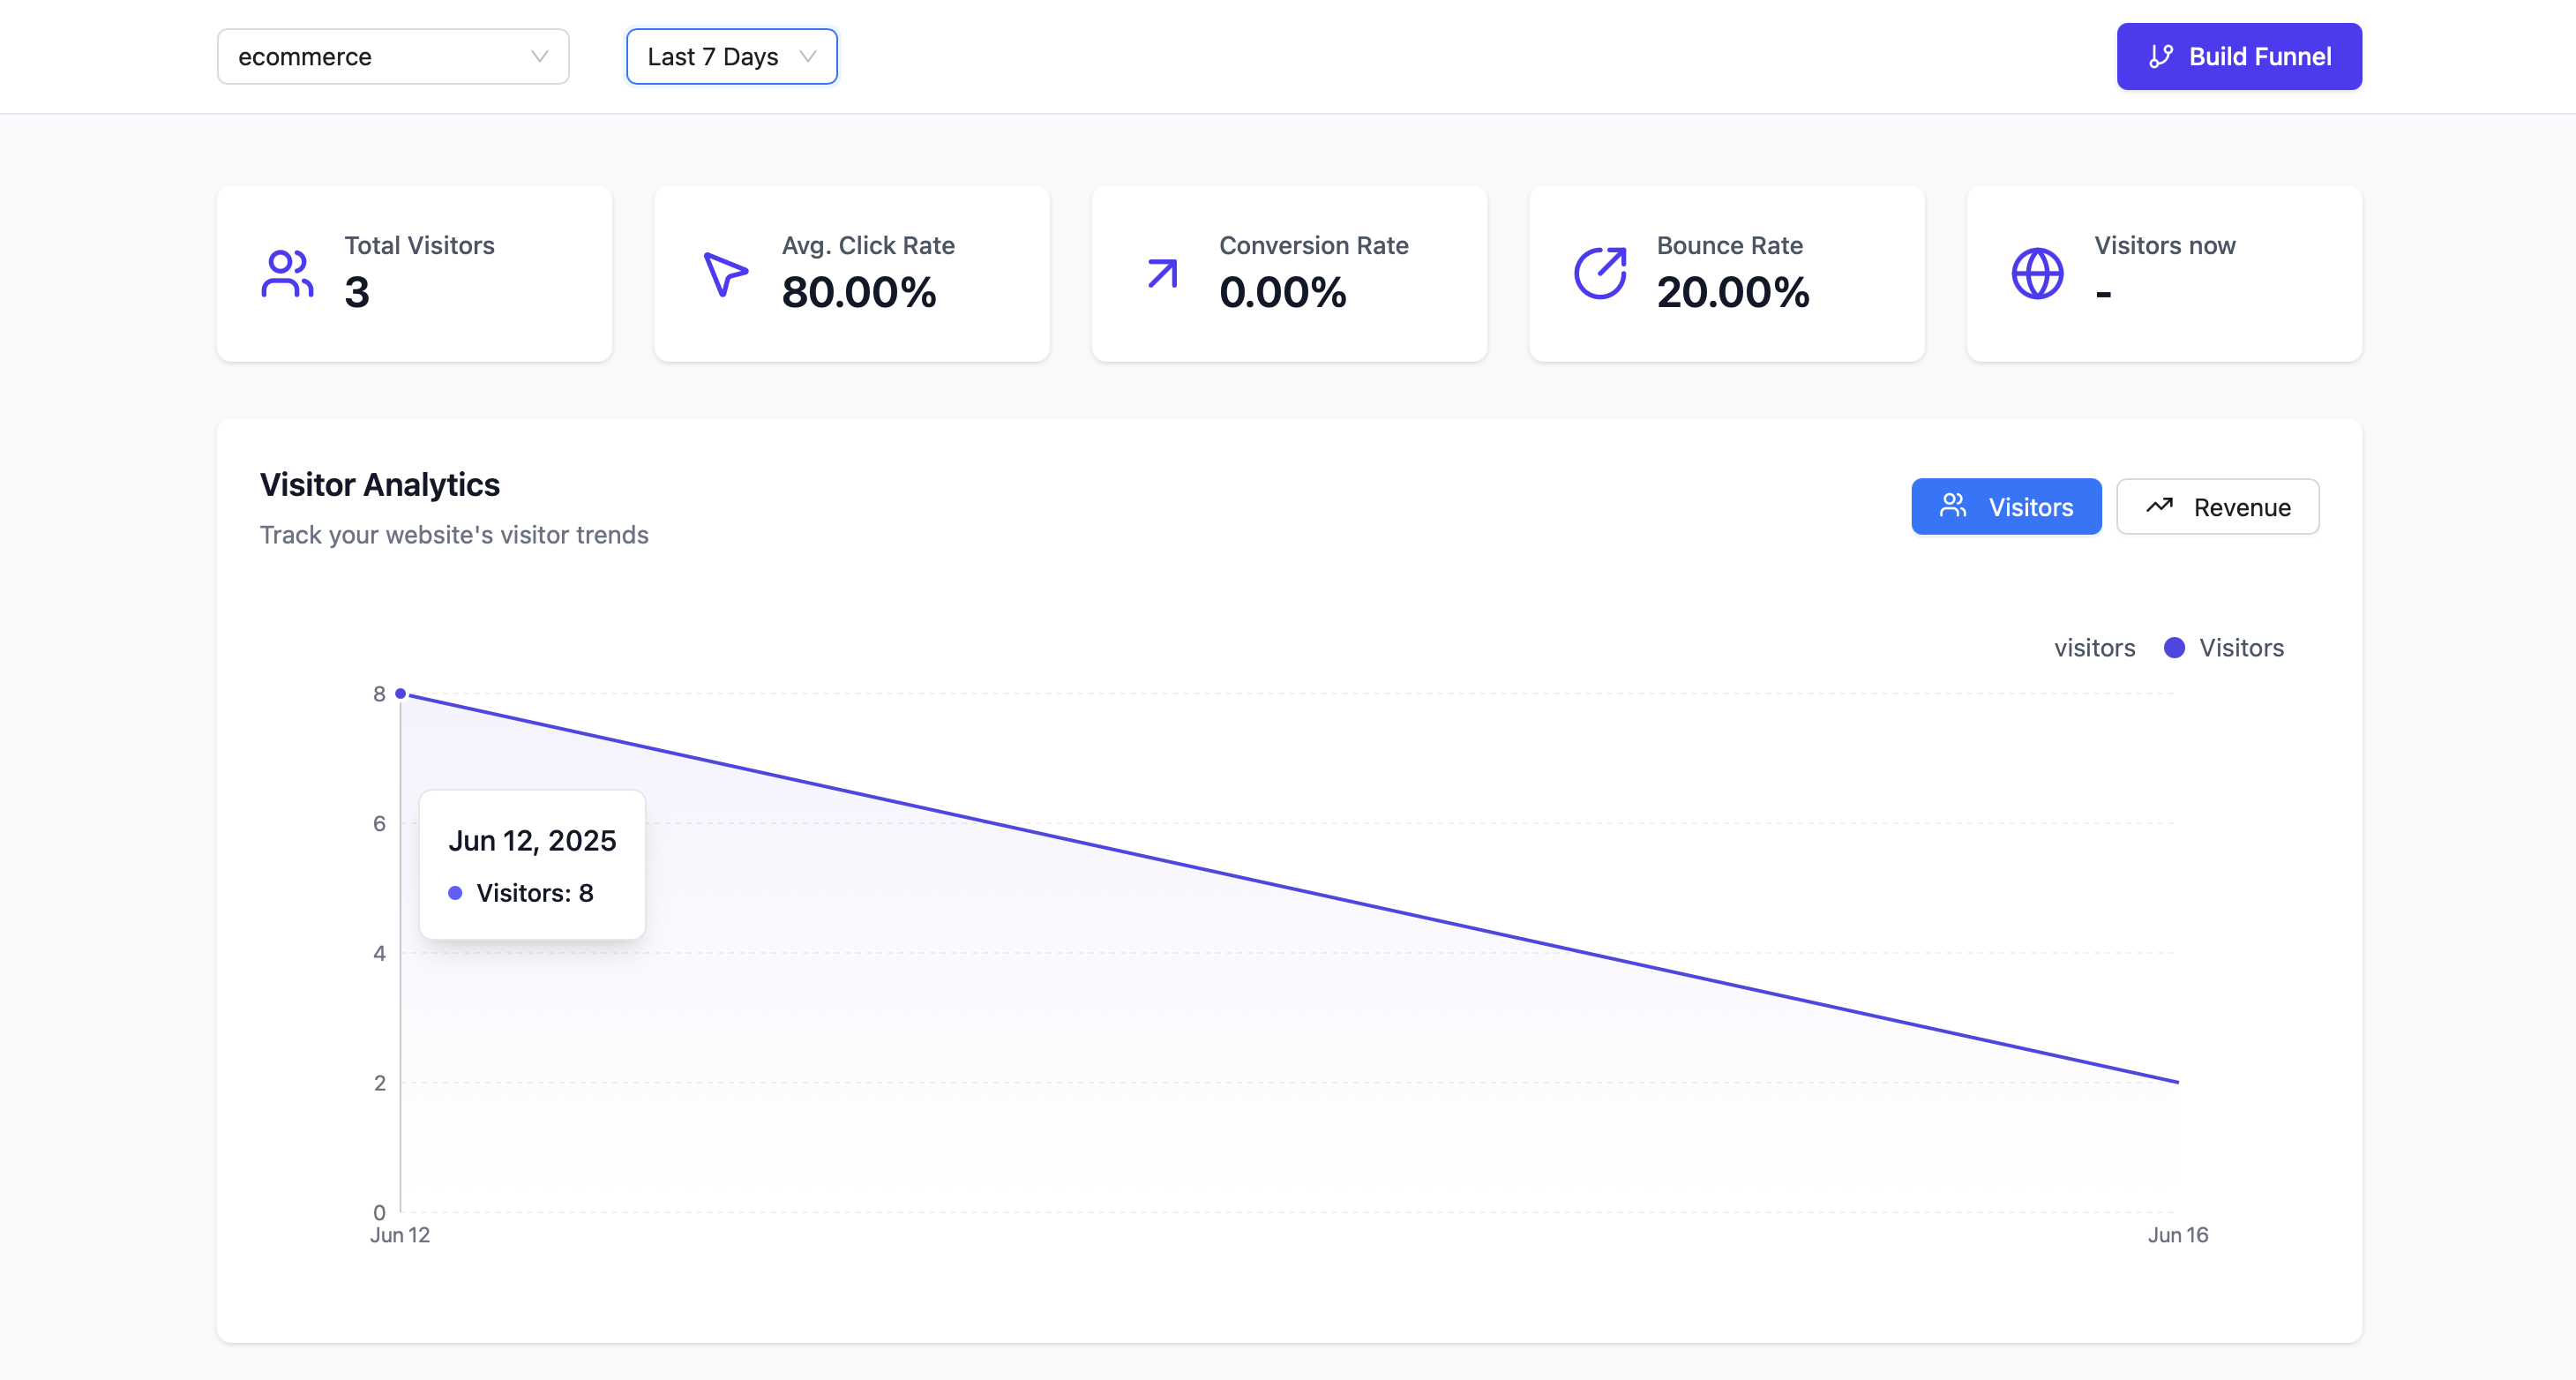 ecommerce
Last 7 Days
Build Funnel
Total Visitors
3
Avg. Click Rate
80.00%
Conversion Rate
0.00%
Bounce Rate
20.00%
Visitors now
-
Visitor Analytics
Track your website's visitor trends
Visitors
Revenue
visitors
Visitors
8
6
Jun 12, 2025
Visitors: 8
4
2
0
Jun 12
Jun 16